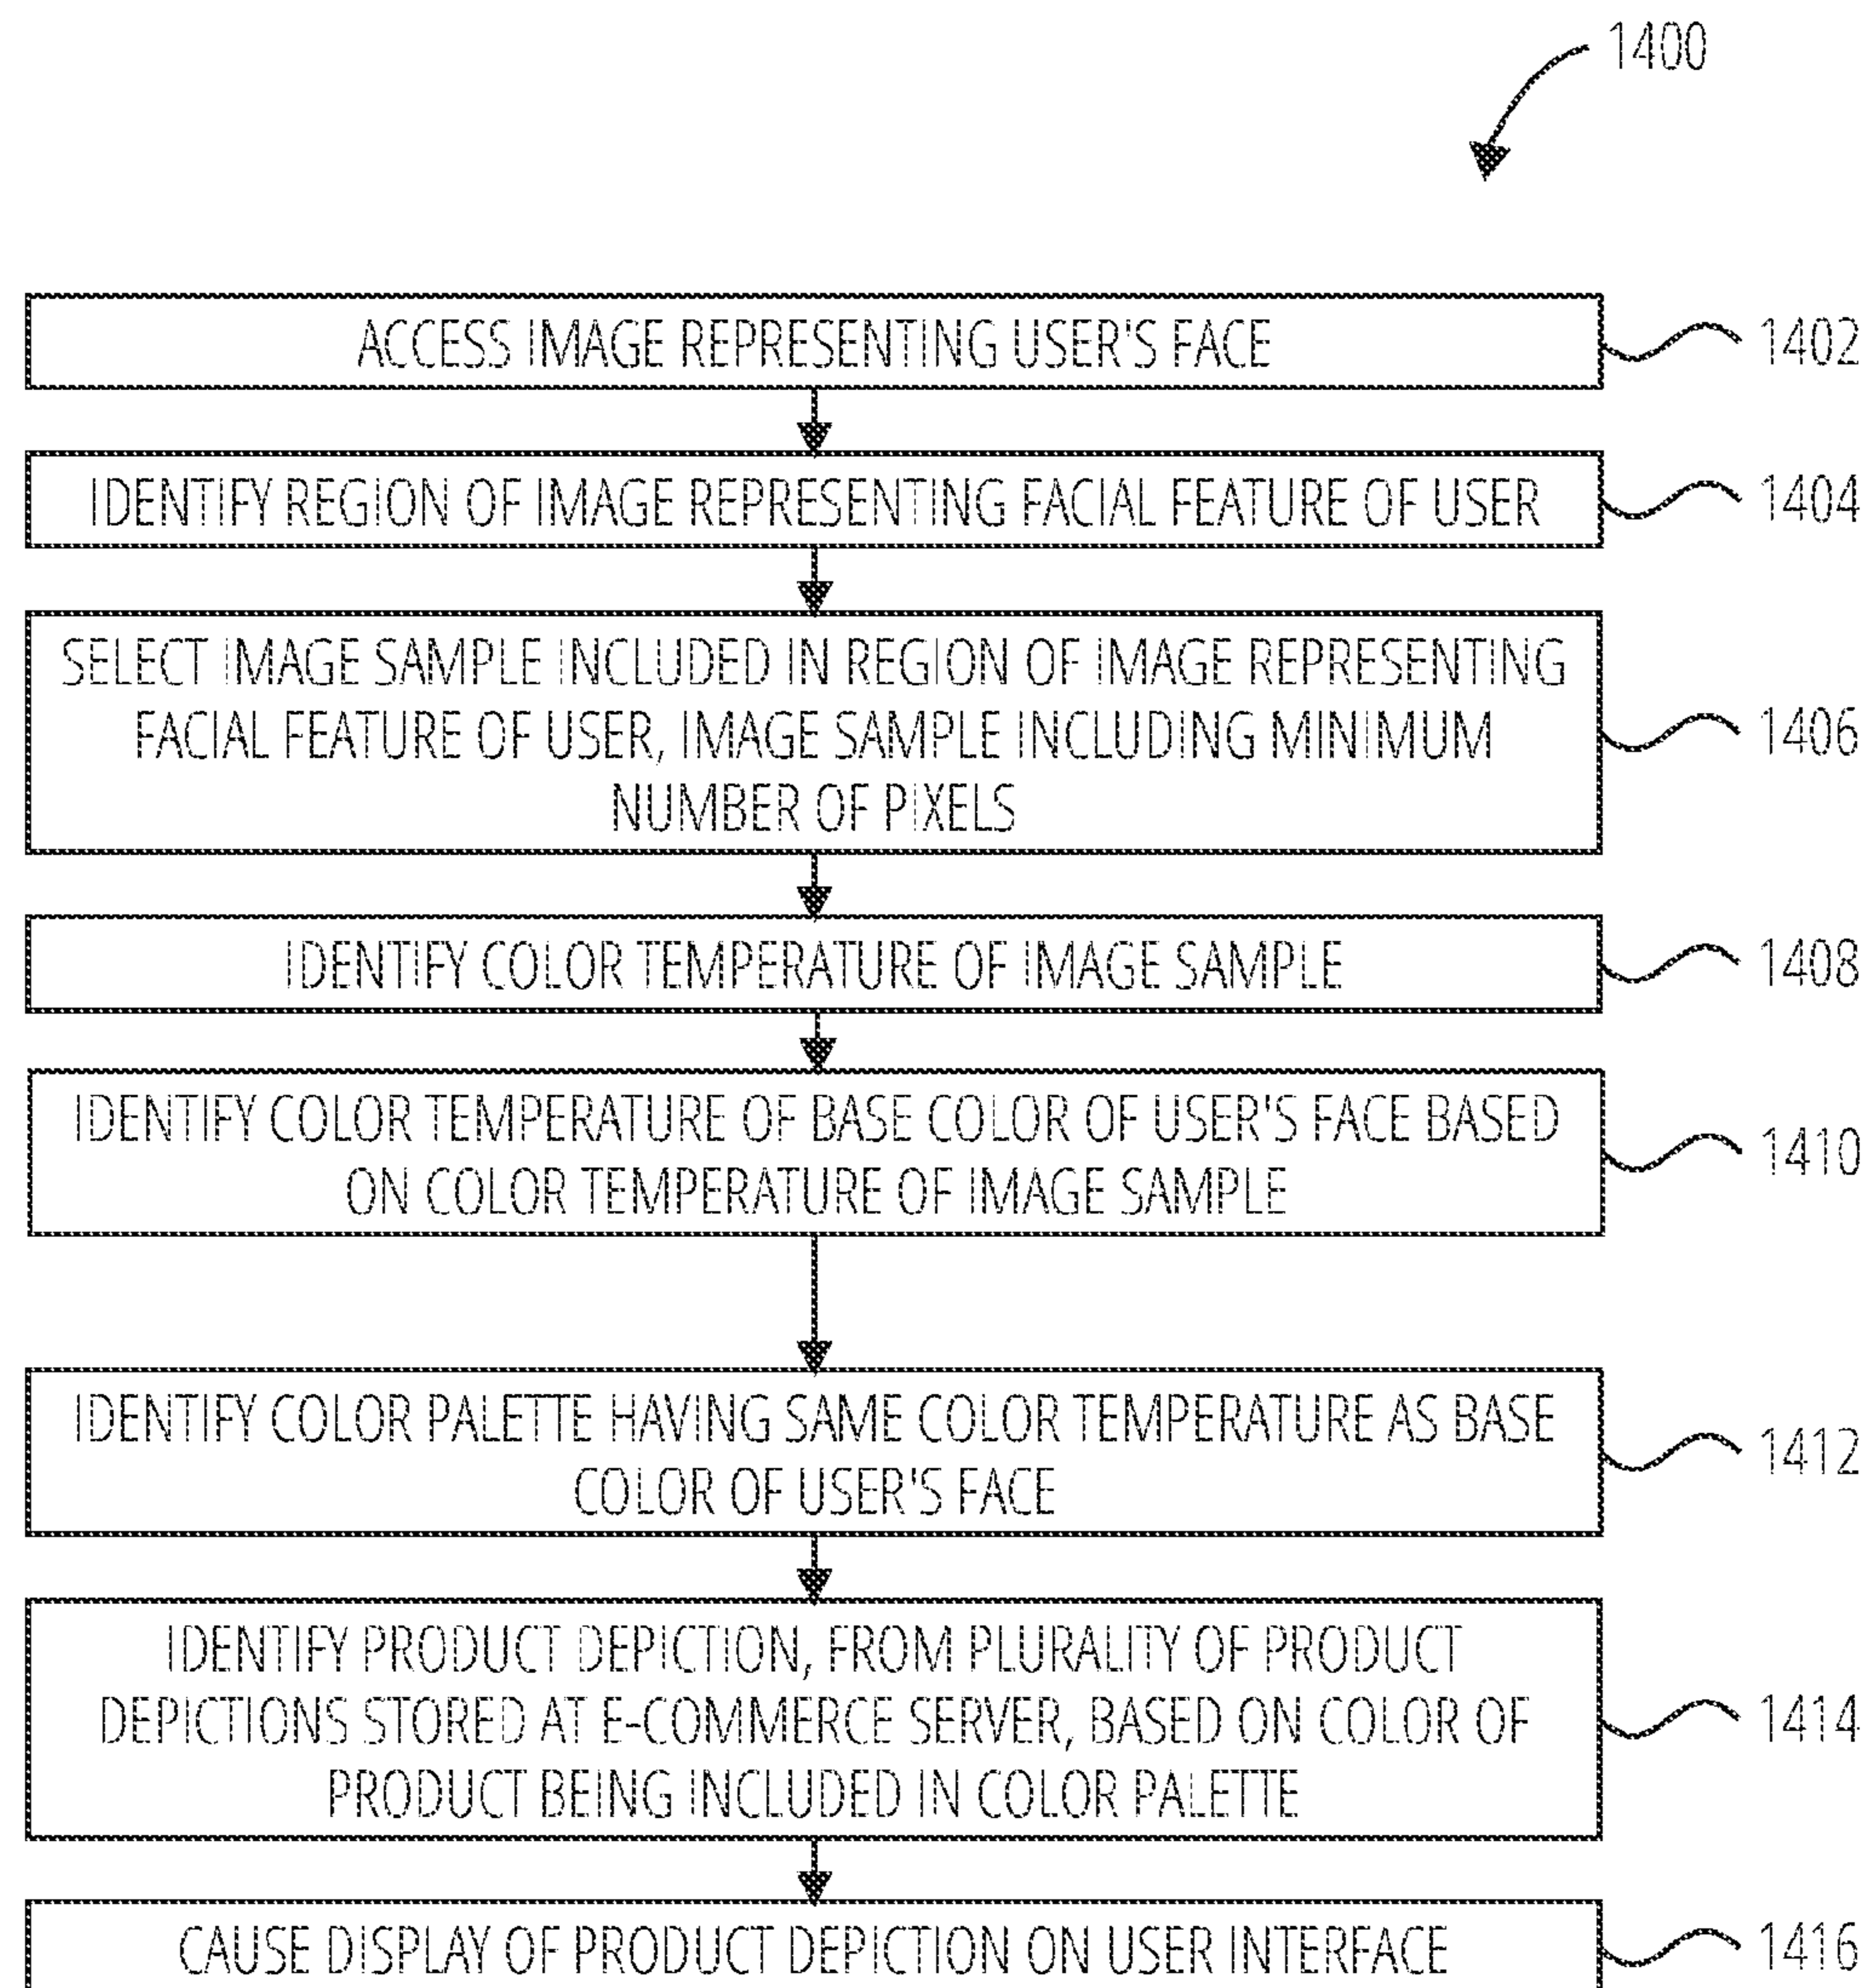 1400
ACCESS IMAGE REPRESENTING USER'S FACE
1402
IDENTIFY REGION OF IMAGE REPRESENTING FACIAL FEATURE OF USER
1404
SELECT IMAGE SAMPLE INCLUDED IN REGION OF IMAGE REPRESENTING
FACIAL FEATURE OF USER, IMAGE SAMPLE INCLUDING MINIMUM
NUMBER OF PIXELS
1406
IDENTIFY COLOR TEMPERATURE OF IMAGE SAMPLE
1408
IDENTIFY COLOR TEMPERATURE OF BASE COLOR OF USER'S FACE BASED
ON COLOR TEMPERATURE OF IMAGE SAMPLE
1410
IDENTIFY COLOR PALETTE HAVING SAME COLOR TEMPERATURE AS BASE
COLOR OF USER'S FACE
1412
IDENTIFY PRODUCT DEPICTION, FROM PLURALITY OF PRODUCT
DEPICTIONS STORED AT E-COMMERCE SERVER, BASED ON COLOR OF
PRODUCT BEING INCLUDED IN COLOR PALETTE
1414
CAUSE DISPLAY OF PRODUCT DEPICTION ON USER INTERFACE
1416